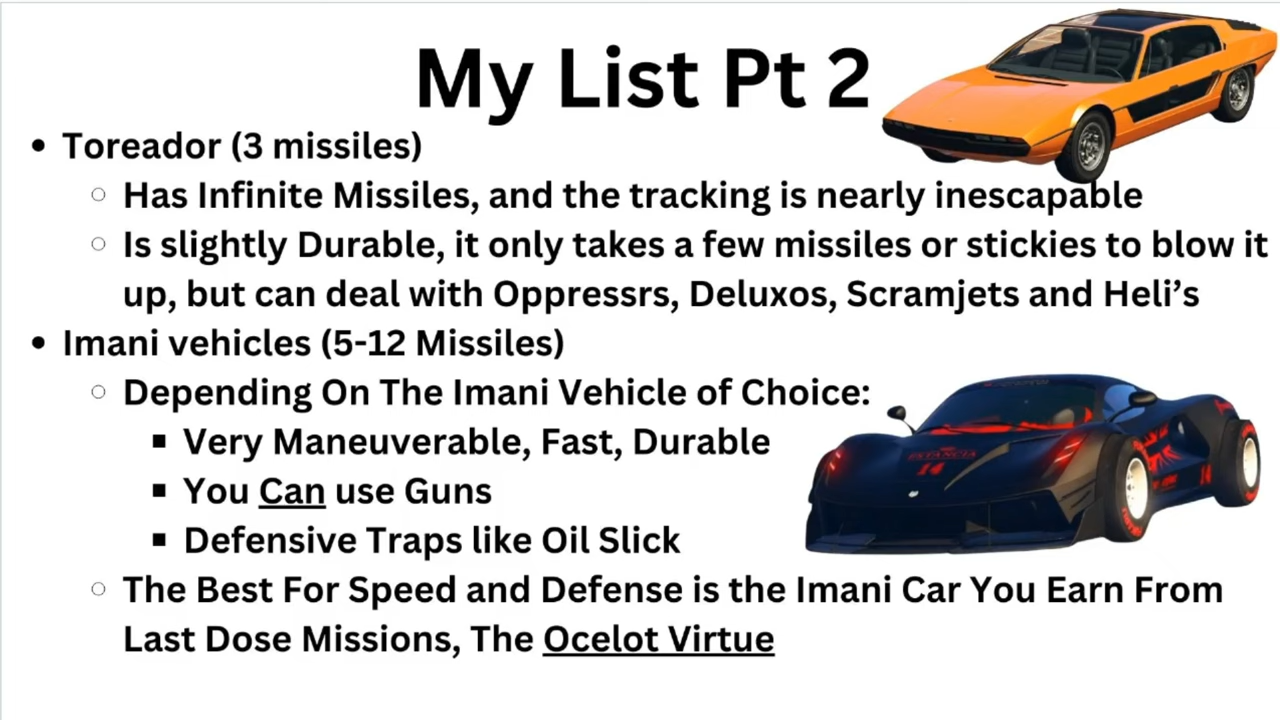 My List Pt 2
• Toreador (3 missiles)
○ Has Infinite Missiles, and the tracking is nearly inescapable
○ Is slightly Durable, it only takes a few missiles or stickies to blow it
up, but can deal with Oppressrs, Deluxos, Scramjets and Heli’s
• Imani vehicles (5-12 Missiles)
○ Depending On The Imani Vehicle of Choice:
▪ Very Maneuverable, Fast, Durable
▪ You Can use Guns
▪ Defensive Traps like Oil Slick
○ The Best For Speed and Defense is the Imani Car You Earn From
Last Dose Missions, The Ocelot Virtue
ESTANCIA
14
14